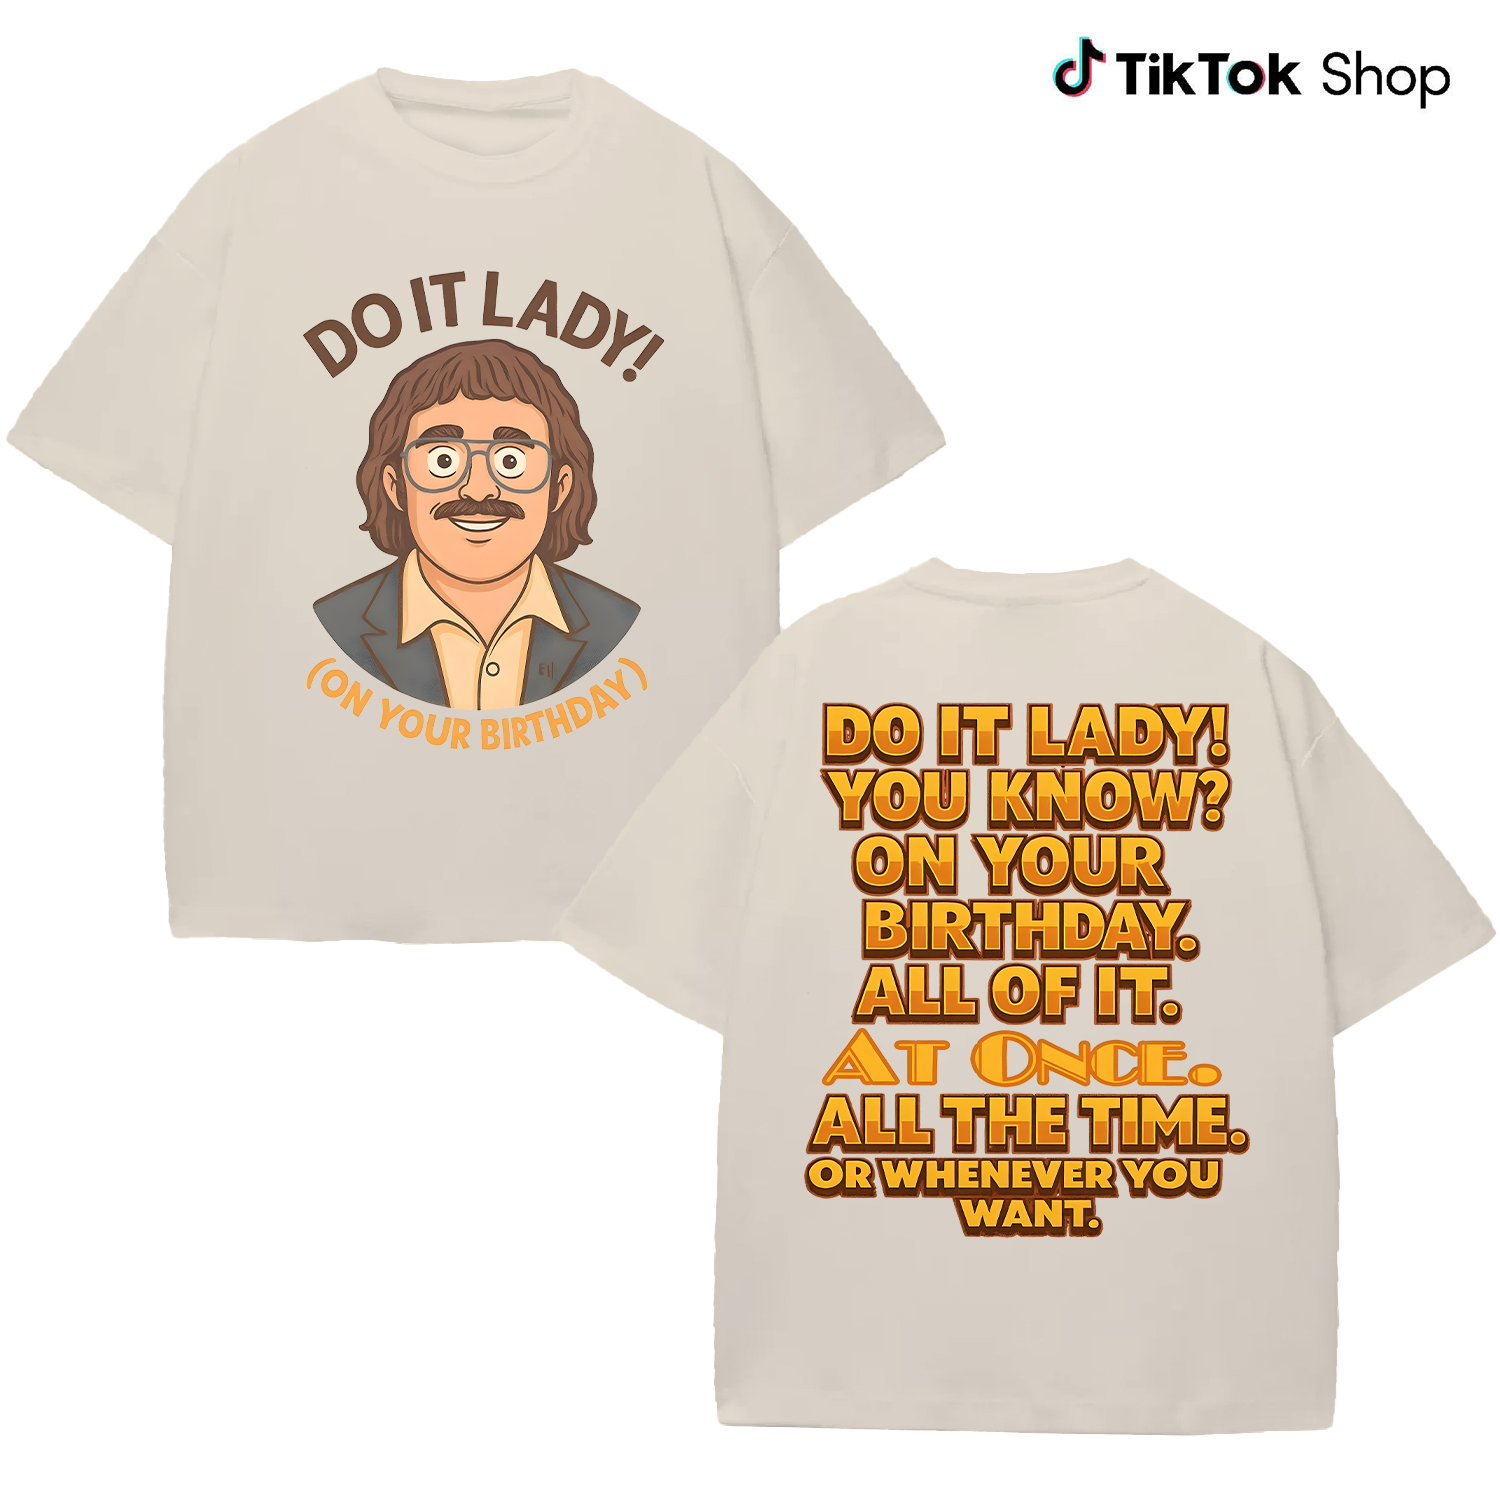 TikTok Shop
DO IT LADY!
EH
(ON YOUR BIRTHDAY)
DO IT LADY!
YOU KNOW?
ON YOUR
BIRTHDAY.
ALL OF IT.
AT ONCE.
ALL THE TIME.
OR WHENEVER YOU
WANT.